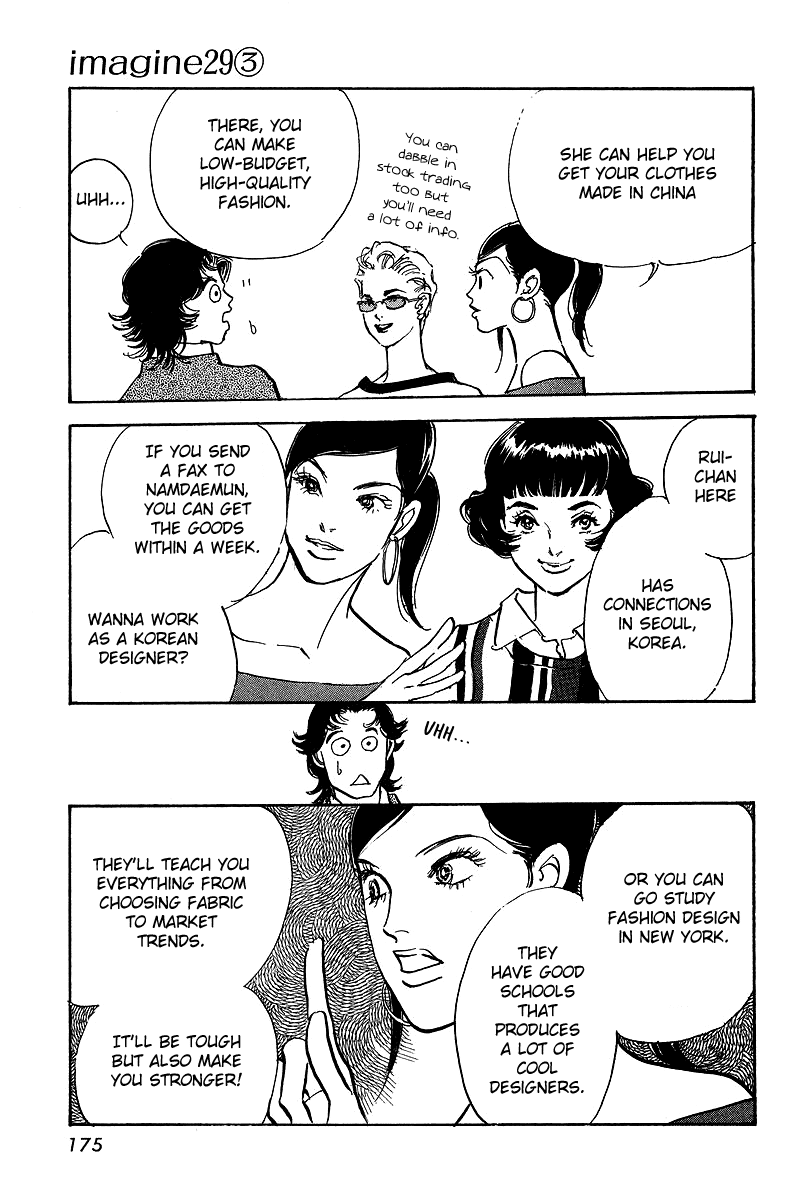 imagine29③
SHE CAN HELP YOU
GET YOUR CLOTHES
MADE IN CHINA
You can
dabble in
stock trading
too but
you'll need
a lot of info.
THERE, YOU
CAN MAKE
LOW-BUDGET,
HIGH-QUALITY
FASHION.
UHH...
RUI-
CHAN
HERE
HAS
CONNECTIONS
IN SEOUL,
KOREA.
IF YOU SEND
A FAX TO
NAMDAEMUN,
YOU CAN GET
THE GOODS
WITHIN A WEEK.
WANNA WORK
AS A KOREAN
DESIGNER?
UHH...
OR YOU CAN
GO STUDY
FASHION DESIGN
IN NEW YORK.
THEY
HAVE GOOD
SCHOOLS
THAT
PRODUCES
A LOT OF
COOL
DESIGNERS.
THEY'LL TEACH YOU
EVERYTHING FROM
CHOOSING FABRIC
TO MARKET
TRENDS.
IT'LL BE TOUGH
BUT ALSO MAKE
YOU STRONGER!
175